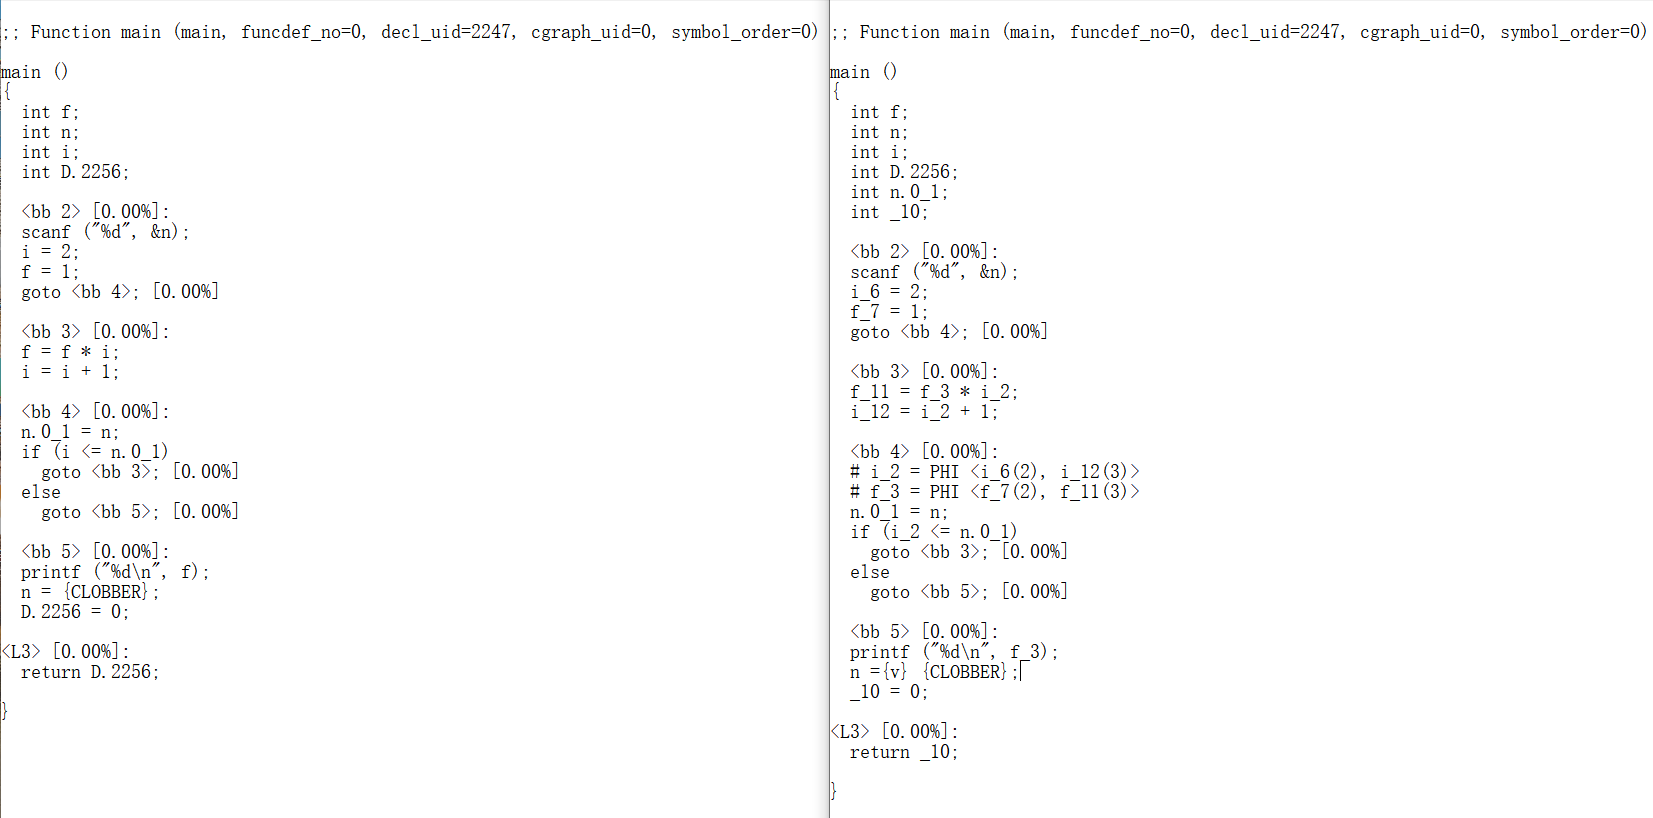 ;; Function main (main, funcdef_no=0, decl_uid=2247, cgraph_uid=0, symbol_order=0)
main ()
{
int f;
int n;
int i;
int D.2256;
<bb 2> [0.00%]:
scanf ("%d", &n);
i = 2;
f = 1;
goto <bb 4>; [0.00%]
<bb 3> [0.00%]:
f = f * i;
i = i + 1;
<bb 4> [0.00%]:
n.0_1 = n;
if (i <= n.0_1)
goto <bb 3>; [0.00%]
else
goto <bb 5>; [0.00%]
<bb 5> [0.00%]:
printf ("%d\n", f);
n = {CLOBBER};
D.2256 = 0;
<L3> [0.00%]:
return D.2256;
}
;; Function main (main, funcdef_no=0, decl_uid=2247, cgraph_uid=0, symbol_order=0)
main ()
{
int f;
int n;
int i;
int D.2256;
int n.0_1;
int _10;
<bb 2> [0.00%]:
scanf ("%d", &n);
i_6 = 2;
f_7 = 1;
goto <bb 4>; [0.00%]
<bb 3> [0.00%]:
f_11 = f_3 * i_2;
i_12 = i_2 + 1;
<bb 4> [0.00%]:
# i_2 = PHI <i_6(2), i_12(3)>
# f_3 = PHI <f_7(2), f_11(3)>
n.0_1 = n;
if (i_2 <= n.0_1)
goto <bb 3>; [0.00%]
else
goto <bb 5>; [0.00%]
<bb 5> [0.00%]:
printf ("%d\n", f_3);
n ={v} {CLOBBER};
_10 = 0;
<L3> [0.00%]:
return _10;
}